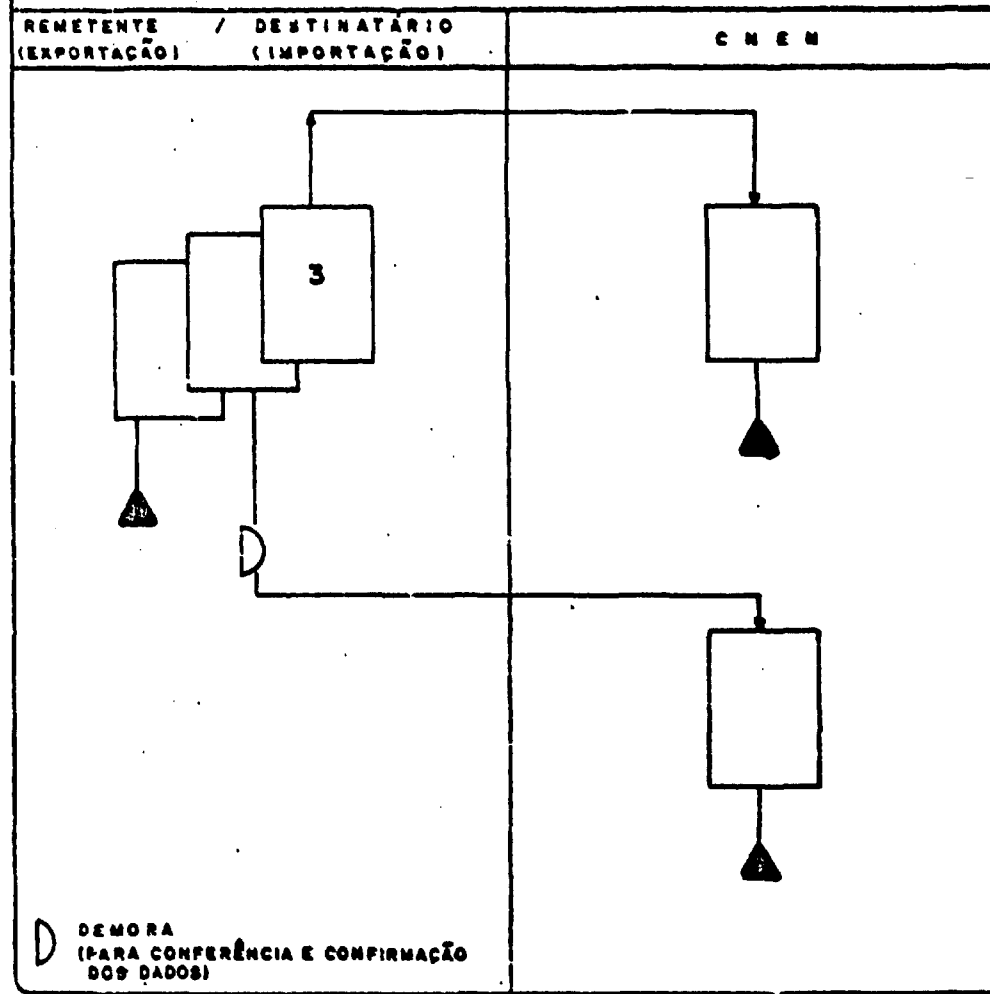 REMETENTE / DESTINATÁRIO
(EXPORTAÇÃO) (IMPORTAÇÃO)
CNEN
3
DEMORA
(PARA CONFERÊNCIA E CONFIRMAÇÃO
DOS DADOS)